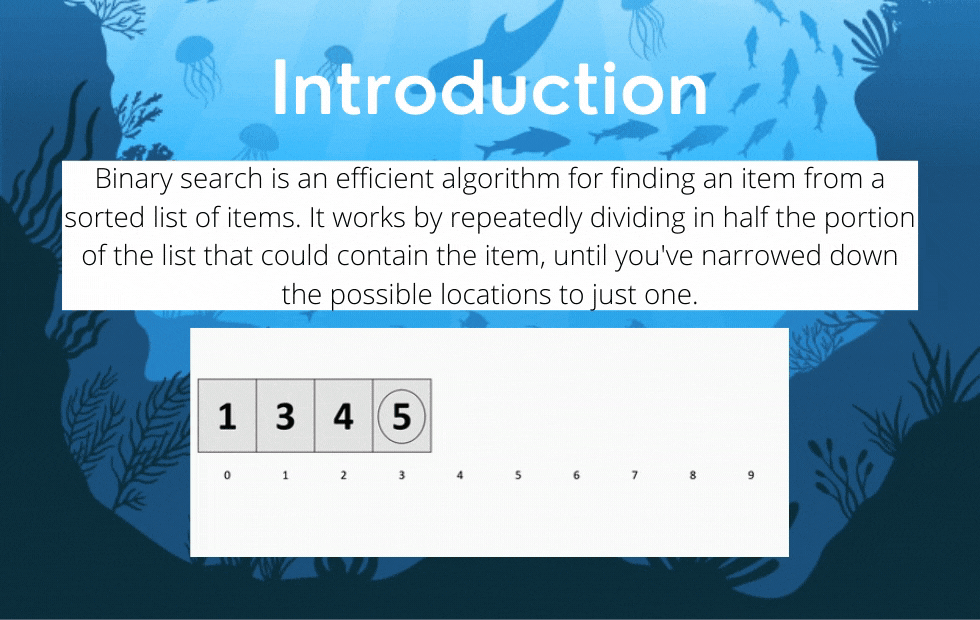 Introduction
Binary search is an efficient algorithm for finding an item from a
sorted list of items. It works by repeatedly dividing in half the portion
of the list that could contain the item, until you've narrowed down
the possible locations to just one.
1 3 4 5
0 1 2 3 4 5 6 7 8 9